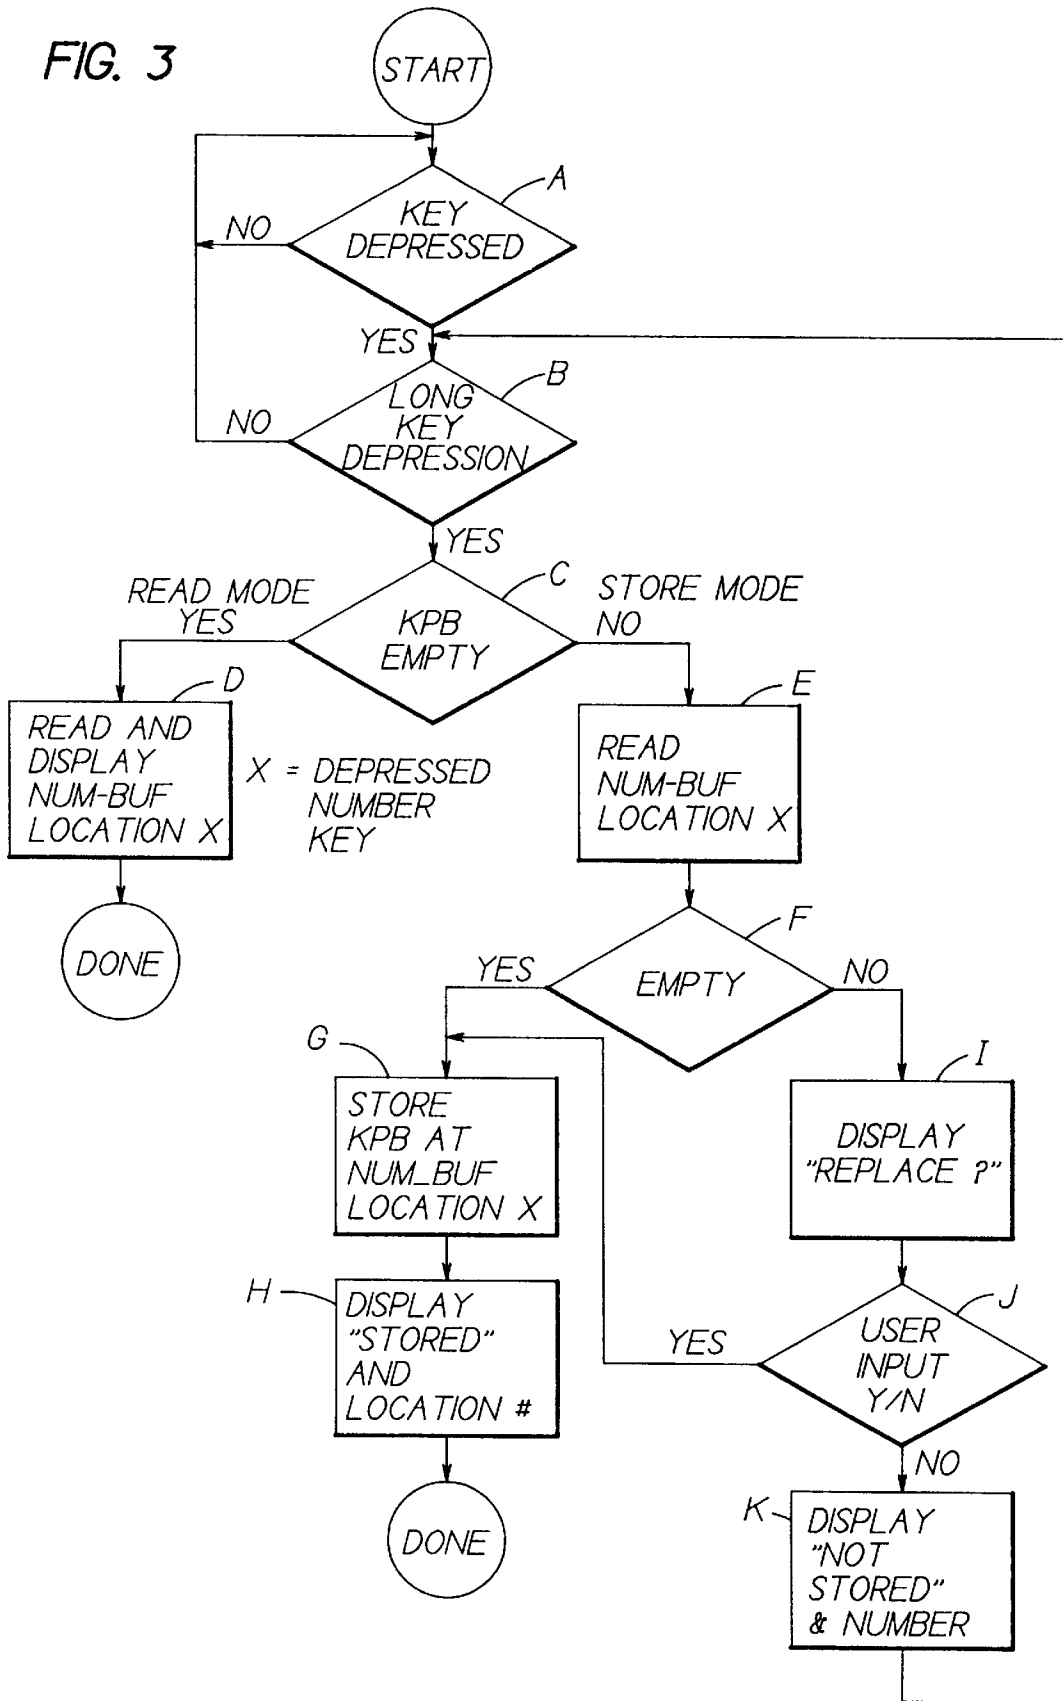 FIG. 3
START
A
KEY
DEPRESSED
NO
YES
B
LONG
KEY
DEPRESSION
NO
YES
C
READ MODE
YES
KPB
EMPTY
STORE MODE
NO
D
READ AND
DISPLAY
NUM-BUF
LOCATION X
X = DEPRESSED
NUMBER
KEY
E
READ
NUM-BUF
LOCATION X
DONE
F
YES
EMPTY
NO
G
STORE
KPB AT
NUM_BUF
LOCATION X
I
DISPLAY
"REPLACE ?"
H
DISPLAY
"STORED"
AND
LOCATION #
J
YES
USER
INPUT
Y/N
NO
DONE
K
DISPLAY
"NOT
STORED"
& NUMBER